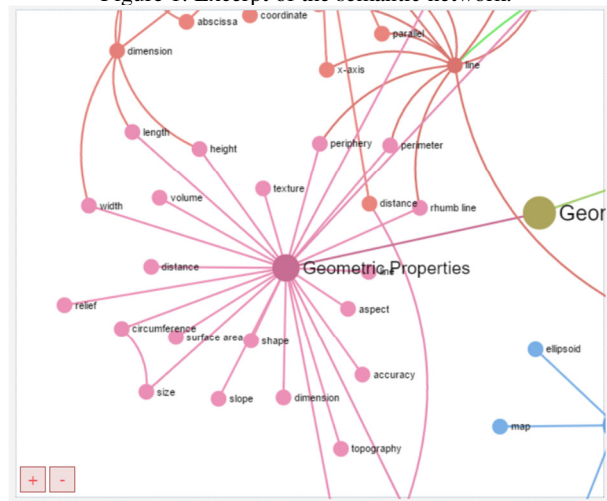 Figure 1. Excerpt of the semantic network.
abscissa
coordinate
parallel
dimension
line
x-axis
length
height
periphery
perimeter
texture
volume
width
distance
rhumb line
Geor
distance
Geometric Properties
line
relief
aspect
circumference
surface area
shape
ellipsoid
accuracy
size
slope
dimension
map
topography
+ -